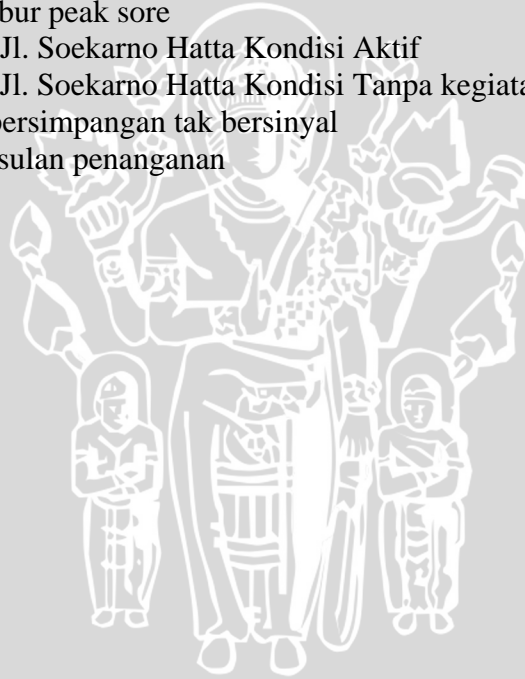 bur peak sore
Jl. Soekarno Hatta Kondisi Aktif
Jl. Soekarno Hatta Kondisi Tanpa kegiata
persimpangan tak bersinyal
sulan penanganan